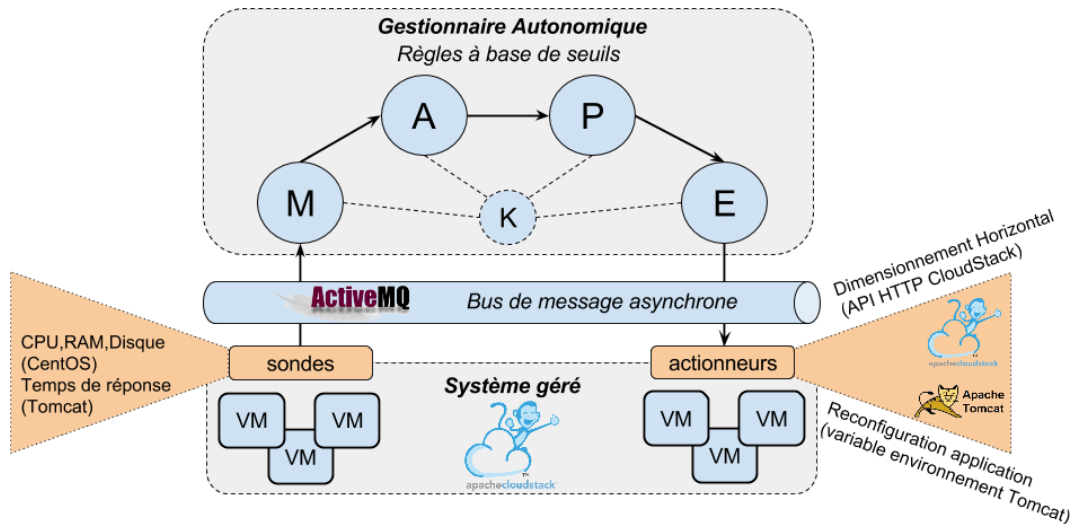 Gestionnaire Autonomique
Règles à base de seuils
A
P
M
K
E
ActiveMQ
Bus de message asynchrone
Dimensionnement Horizontal
(API HTTP CloudStack)
CPU,RAM,Disque
(CentOS)
Temps de réponse
(Tomcat)
sondes
actionneurs
Système géré
VM
VM
VM
VM
VM
VM
apachecloudstack
TM
apachecloudstack
Apache
Tomcat
Reconfiguration application
(variable environnement Tomcat)